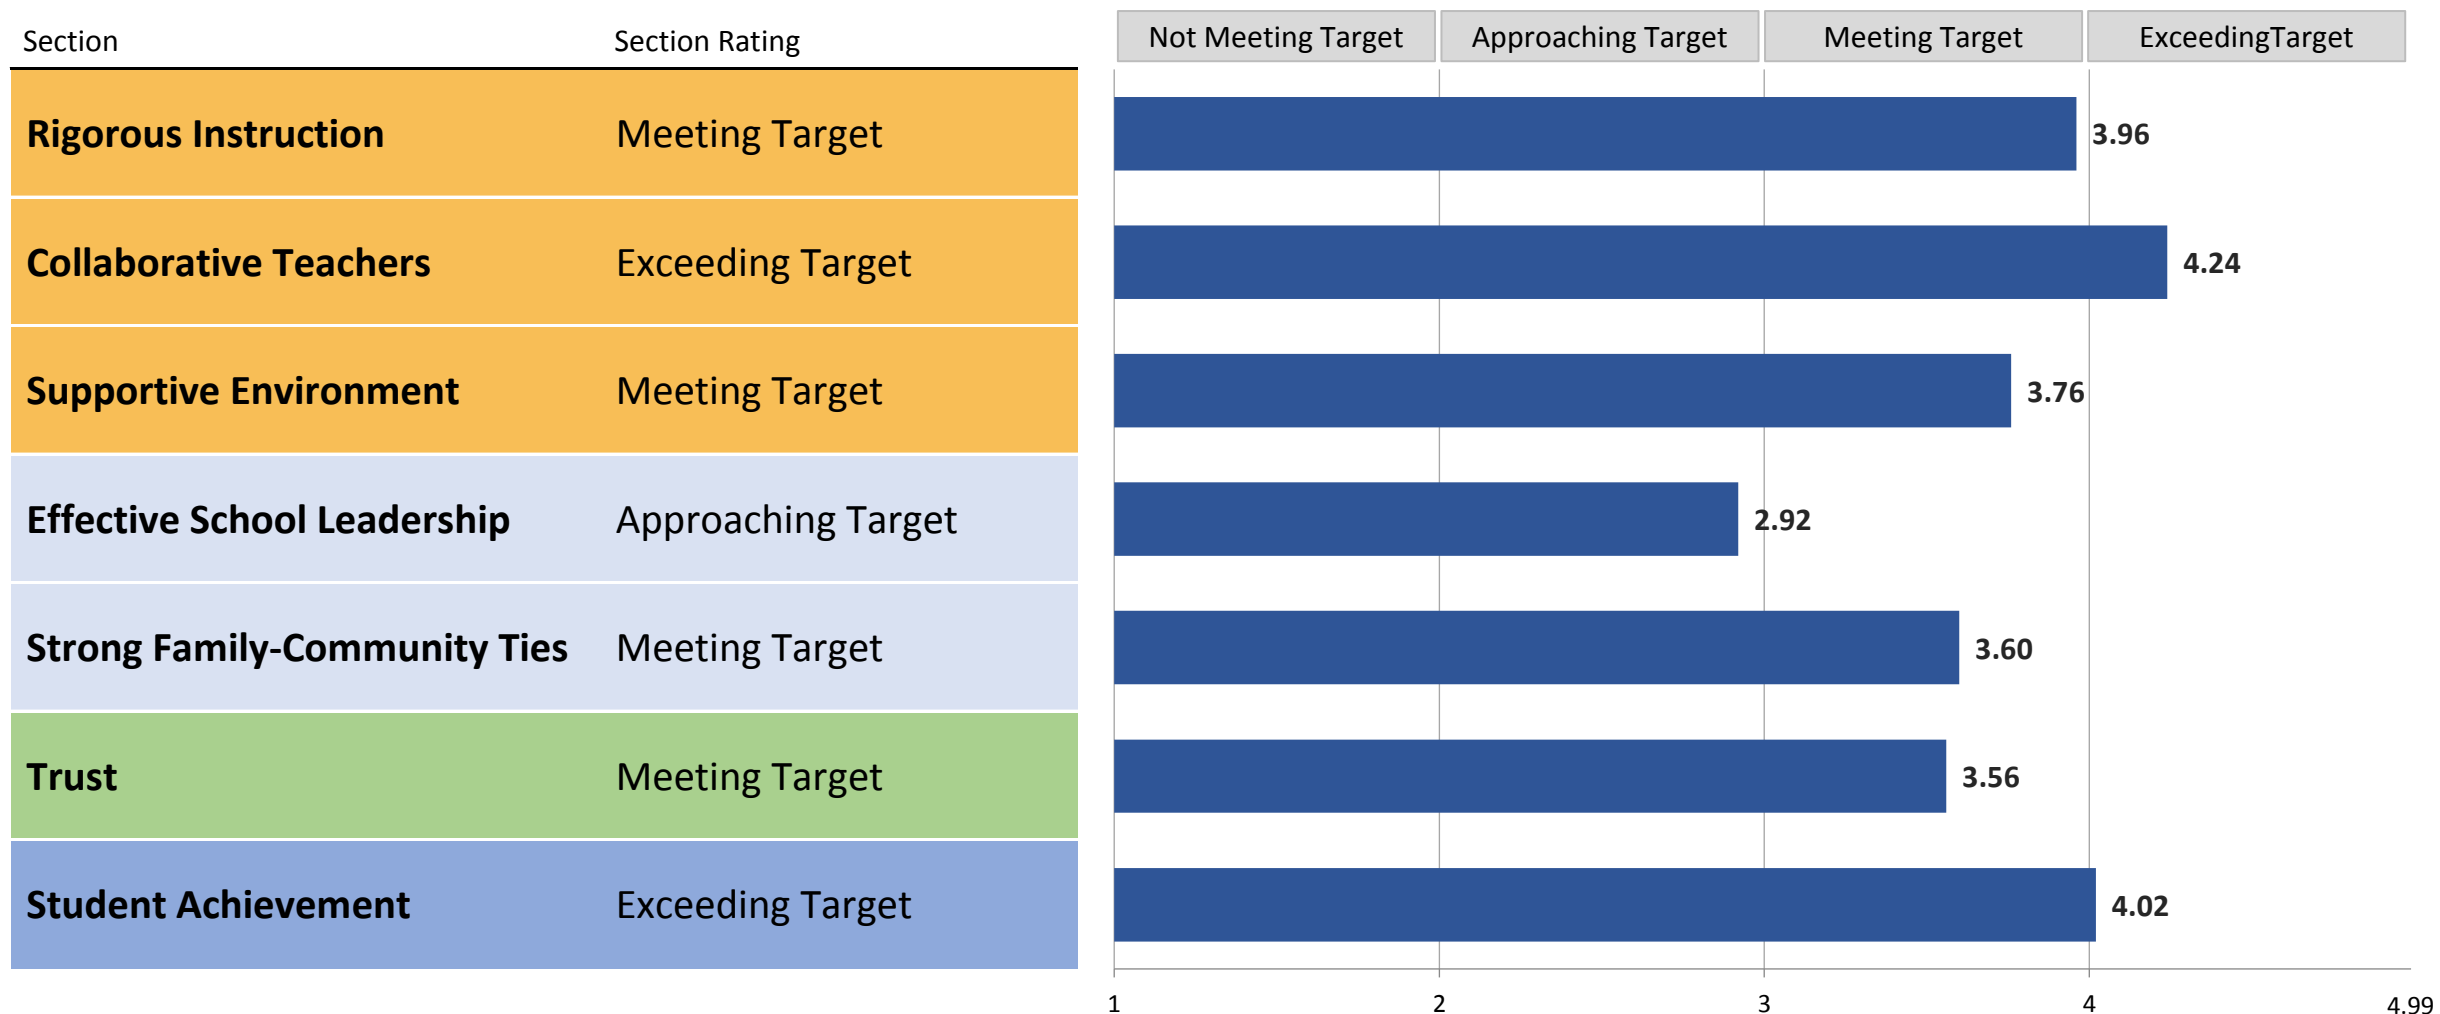 Section Section Rating Not Meeting Target Approaching Target Meeting Target ExceedingTarget
Rigorous Instruction Meeting Target 3.96
Collaborative Teachers Exceeding Target 4.24
Supportive Environment Meeting Target 3.76
Effective School Leadership Approaching Target 2.92
Strong Family-Community Ties Meeting Target 3.60
Trust Meeting Target 3.56
Student Achievement Exceeding Target 4.02
1 2 3 4 4.99